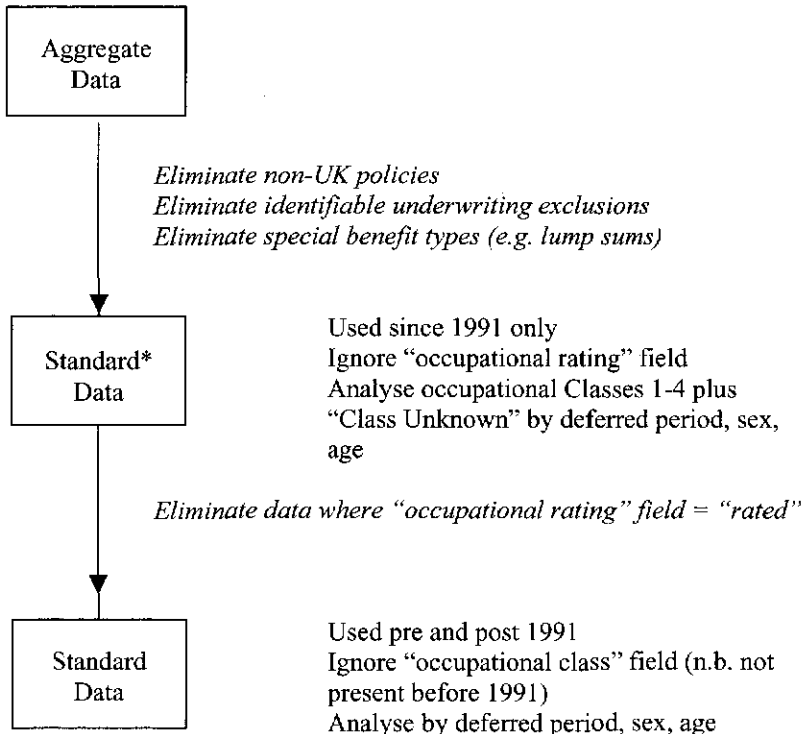 Aggregate
Data
Eliminate non-UK policies
Eliminate identifiable underwriting exclusions
Eliminate special benefit types (e.g. lump sums)
Standard*
Data
Used since 1991 only
Ignore “occupational rating” field
Analyse occupational Classes 1-4 plus
“Class Unknown” by deferred period, sex,
age
Eliminate data where “occupational rating” field = “rated”
Standard
Data
Used pre and post 1991
Ignore “occupational class” field (n.b. not
present before 1991)
Analyse by deferred period, sex, age